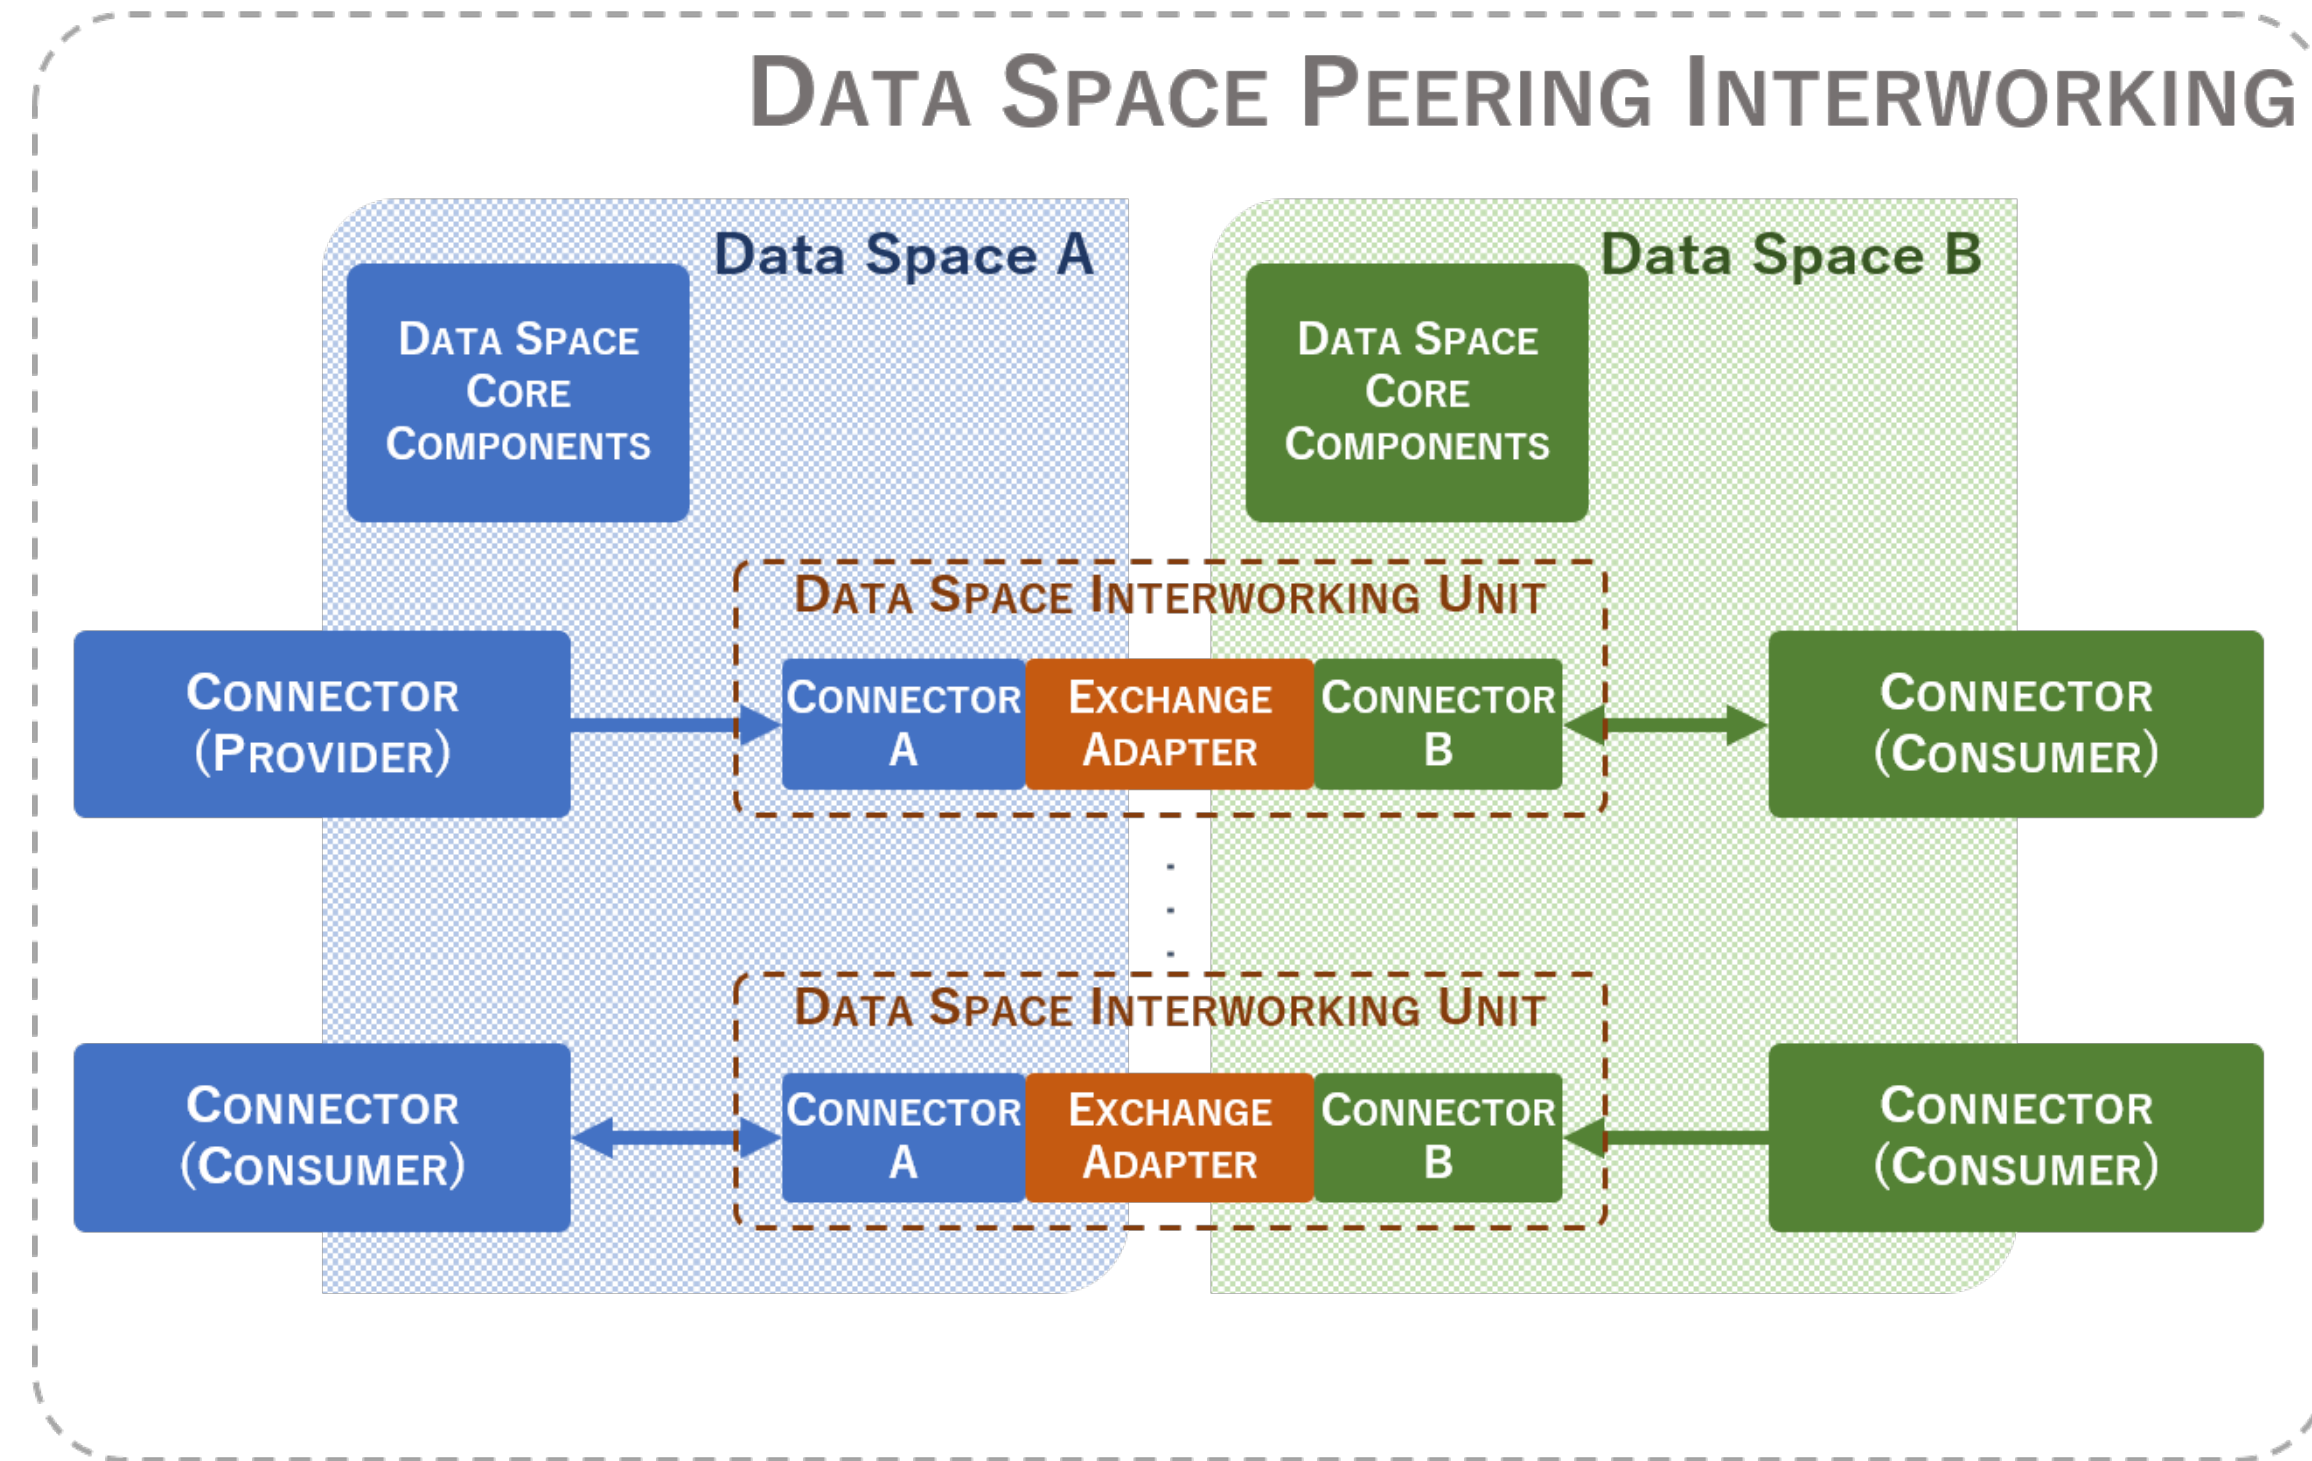 DATA SPACE PEERING INTERWORKING
Data Space A
DATA SPACE
CORE
COMPONENTS
Data Space B
DATA SPACE
CORE
COMPONENTS
DATA SPACE INTERWORKING UNIT
CONNECTOR
(PROVIDER)
CONNECTOR
A
EXCHANGE
ADAPTER
CONNECTOR
B
CONNECTOR
(CONSUMER)
DATA SPACE INTERWORKING UNIT
CONNECTOR
(CONSUMER)
CONNECTOR
A
EXCHANGE
ADAPTER
CONNECTOR
B
CONNECTOR
(CONSUMER)